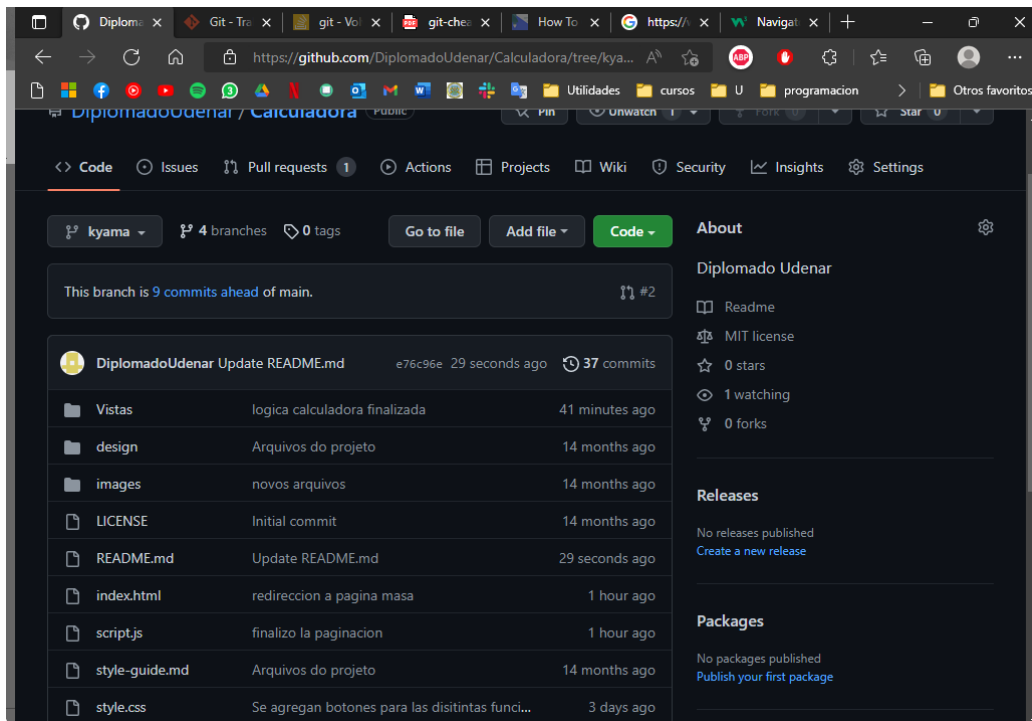 Diploma
Git - Tra
git - Vol
git-chea
How To
https://v
Navigat
https://github.com/DiplomadoUdenar/Calculadora/tree/kya...
ABP
Utilidades
cursos
U
programacion
Otros favoritos
DiplomadoUdenar / Calculadora Public
Pin
Unwatch 1
Fork 0
Star 0
<> Code
Issues
Pull requests 1
Actions
Projects
Wiki
Security
Insights
Settings
kyama
4 branches
0 tags
Go to file
Add file
Code
This branch is 9 commits ahead of main.
#2
DiplomadoUdenar Update README.md e76c96e 29 seconds ago 37 commits
Vistas logica calculadora finalizada 41 minutes ago
design Arquivos do projeto 14 months ago
images novos arquivos 14 months ago
LICENSE Initial commit 14 months ago
README.md Update README.md 29 seconds ago
index.html redireccion a pagina masa 1 hour ago
script.js finalizo la paginacion 1 hour ago
style-guide.md Arquivos do projeto 14 months ago
style.css Se agregan botones para las disitintas funci... 3 days ago
About
Diplomado Udenar
Readme
MIT license
0 stars
1 watching
0 forks
Releases
No releases published
Create a new release
Packages
No packages published
Publish your first package